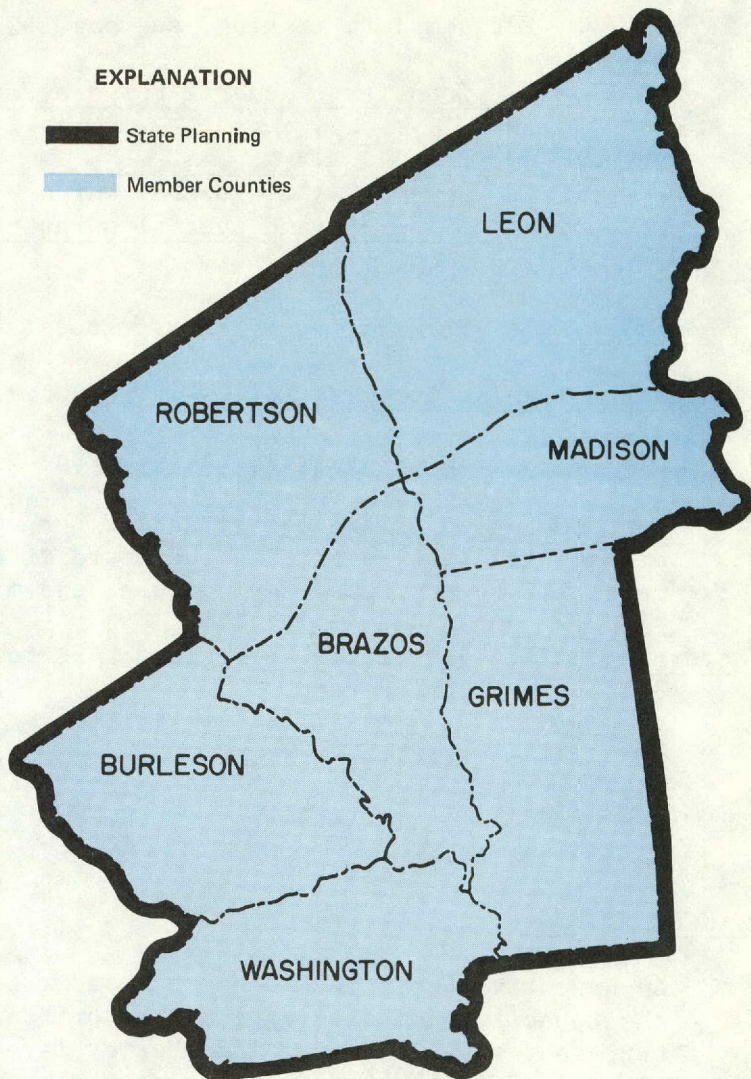 EXPLANATION
State Planning
Member Counties
LEON
ROBERTSON
MADISON
BRAZOS
GRIMES
BURLESON
WASHINGTON